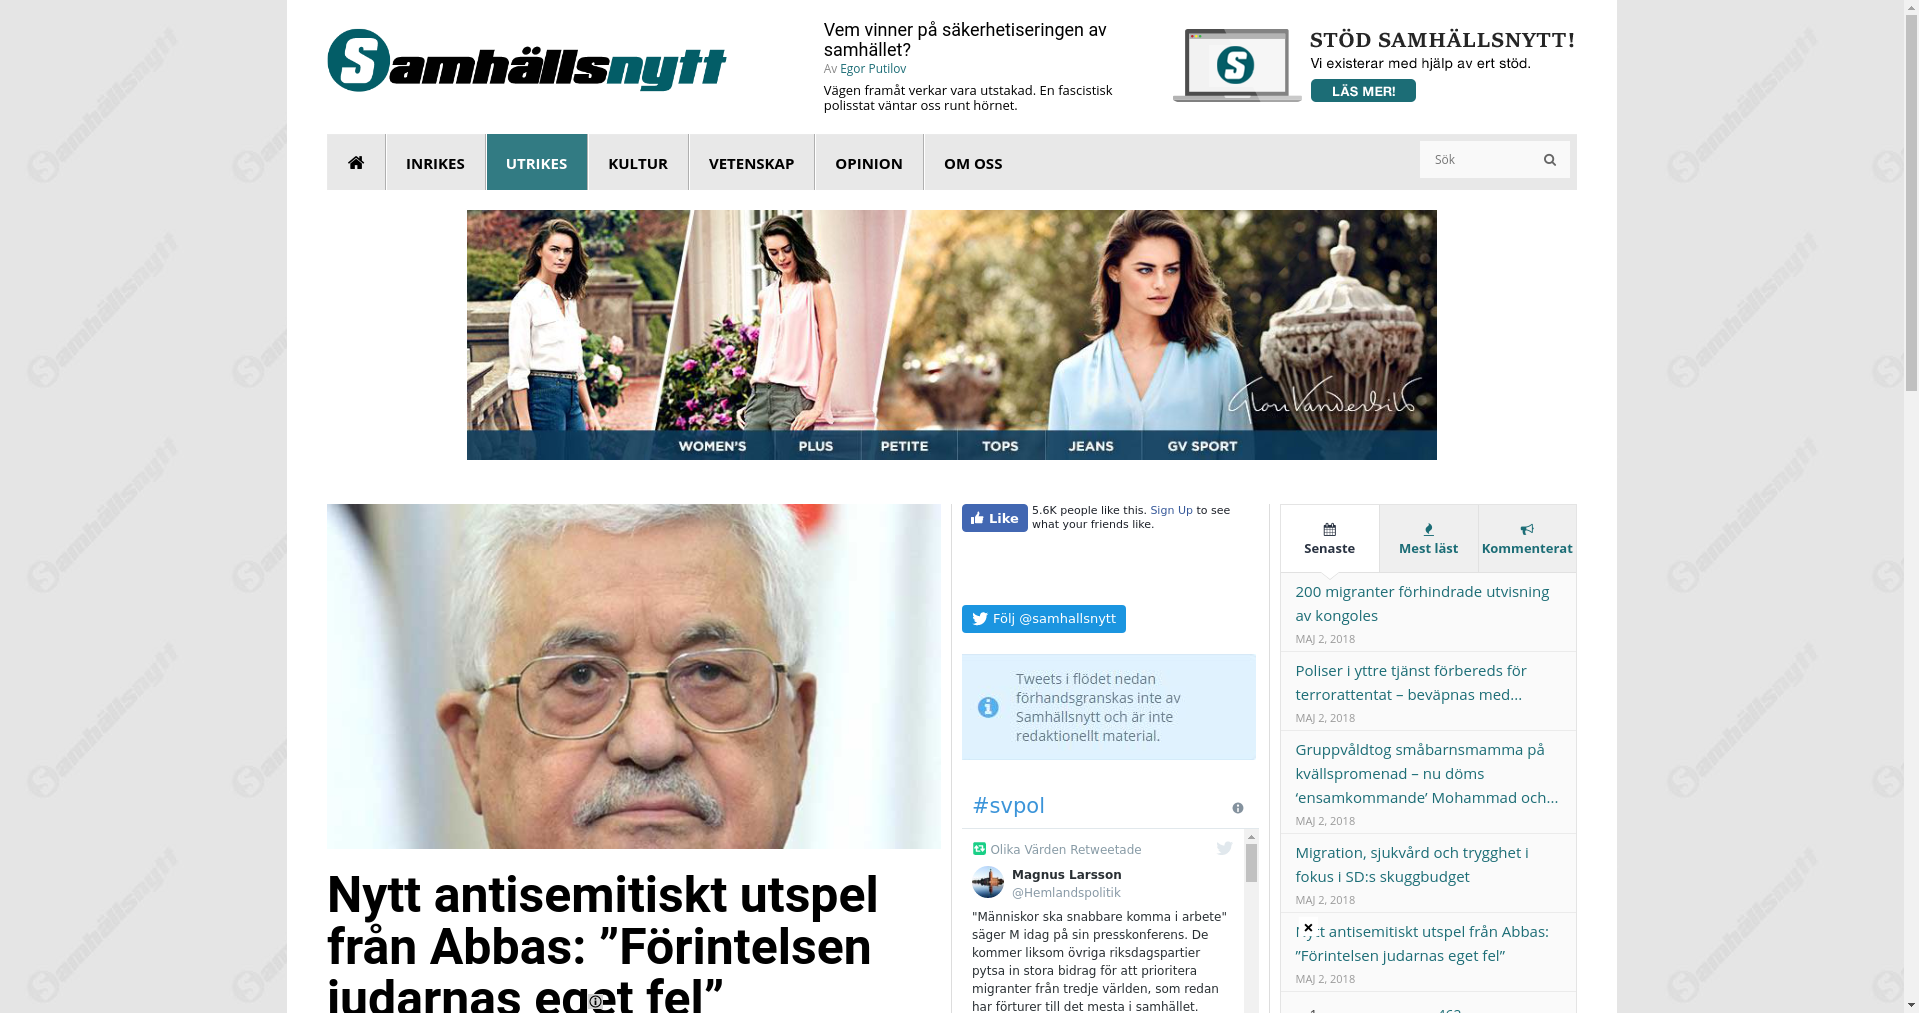 Samhällsnytt
Vem vinner på säkerhetiseringen av
samhället?
Av Egor Putilov
Vägen framåt verkar vara utstakad. En fascistisk
polisstat väntar oss runt hörnet.
STÖD SAMHÄLLSNYTT!
Vi existerar med hjälp av ert stöd.
LÄS MER!
INRIKES
UTRIKES
KULTUR
VETENSKAP
OPINION
OM OSS
Sök
Gloria Vanderbilt
WOMEN'S
PLUS
PETITE
TOPS
JEANS
GV SPORT
Nytt antisemitiskt utspel
från Abbas: ”Förintelsen
judarnas eget fel”
Like
5.6K people like this. Sign Up to see
what your friends like.
Följ @samhallsnytt
Tweets i flödet nedan
förhandsgranskas inte av
Samhällsnytt och är inte
redaktionellt material.
#svpol
Olika Värden Retweetade
Magnus Larsson
@Hemlandspolitik
"Människor ska snabbare komma i arbete"
säger M idag på sin presskonferens. De
kommer liksom övriga riksdagspartier
pytsa in stora bidrag för att prioritera
migranter från tredje världen, som redan
har förturer till det mesta i samhället.
Senaste
Mest läst
Kommenterat
200 migranter förhindrade utvisning
av kongoles
MAJ 2, 2018
Poliser i yttre tjänst förbereds för
terrorattentat – beväpnas med...
MAJ 2, 2018
Gruppvåldtog småbarnsmamma på
kvällspromenad – nu döms
‘ensamkommande’ Mohammad och...
MAJ 2, 2018
Migration, sjukvård och trygghet i
fokus i SD:s skuggbudget
MAJ 2, 2018
Nytt antisemitiskt utspel från Abbas:
”Förintelsen judarnas eget fel”
MAJ 2, 2018